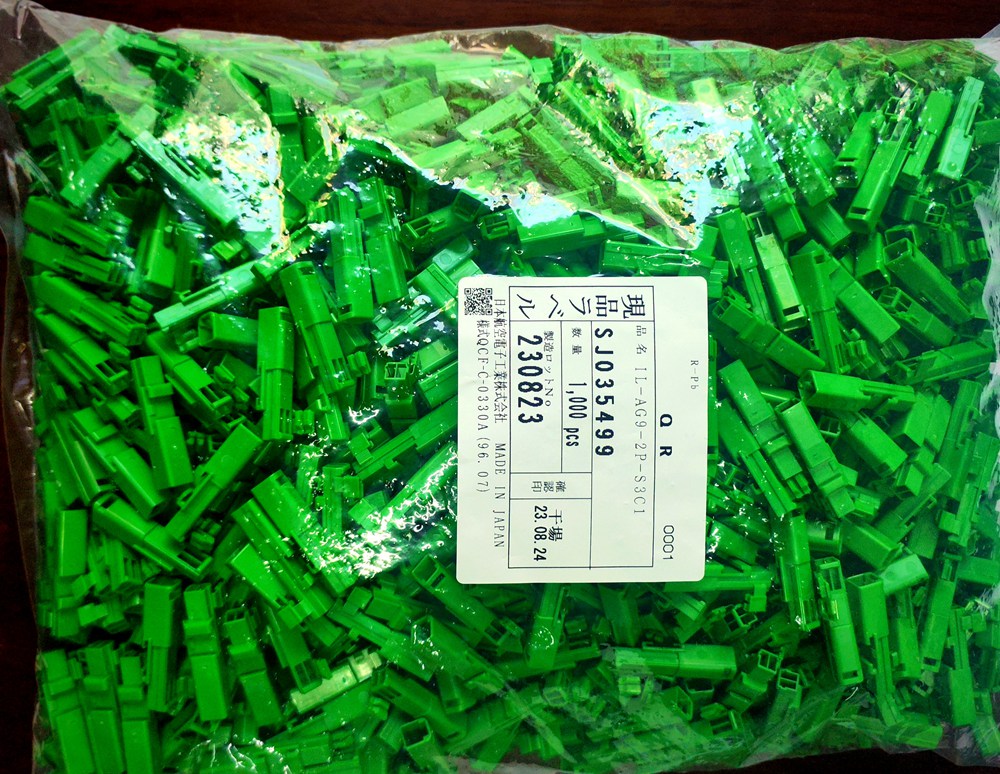 R-Pb
QR 0001
現品ラベル
品名 IL-AG9-2P-S3C1
SJ035499
数量 1,000 pcs
製造ロットNo.
230823
確認印 千場
23.08.24
日本航空電子工業株式会社 MADE IN JAPAN
様式QCF-C-0330A(96.07)